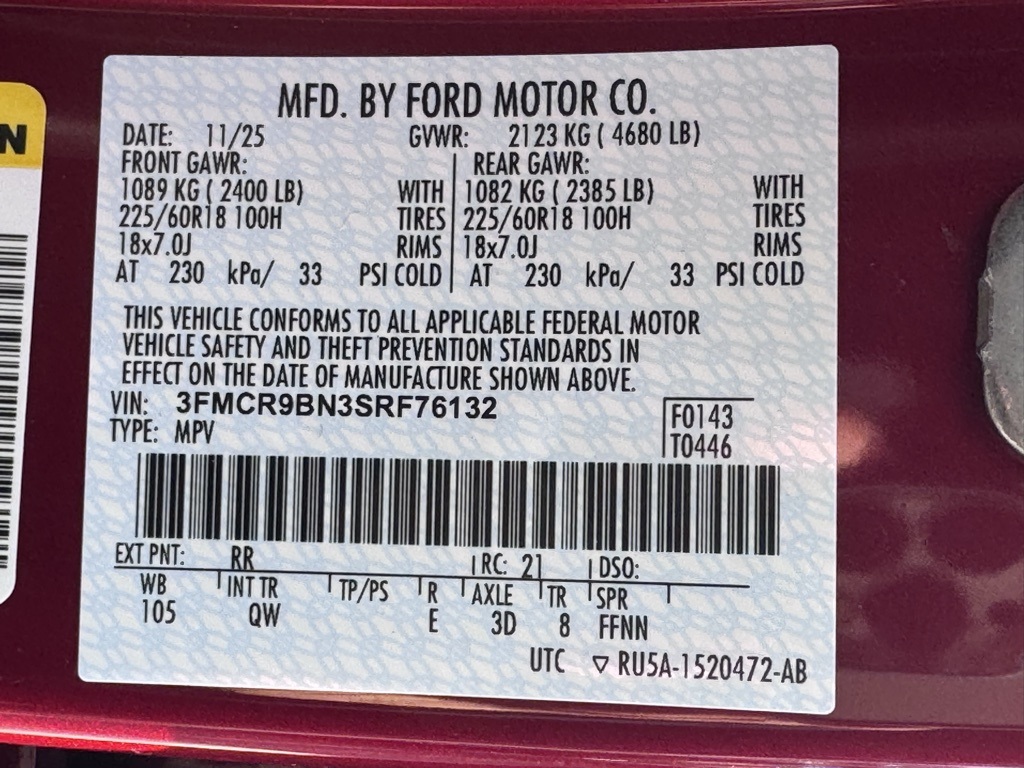 N
MFD. BY FORD MOTOR CO.
DATE: 11/25 GVWR: 2123 KG ( 4680 LB)
FRONT GAWR: REAR GAWR:
1089 KG ( 2400 LB) WITH 1082 KG ( 2385 LB) WITH
225/60R18 100H TIRES 225/60R18 100H TIRES
18x7.0J RIMS 18x7.0J RIMS
AT 230 kPa/ 33 PSI COLD AT 230 kPa/ 33 PSI COLD
THIS VEHICLE CONFORMS TO ALL APPLICABLE FEDERAL MOTOR
VEHICLE SAFETY AND THEFT PREVENTION STANDARDS IN
EFFECT ON THE DATE OF MANUFACTURE SHOWN ABOVE.
VIN: 3FMCR9BN3SRF76132 F0143
TYPE: MPV T0446
EXT PNT: RR RC: 21 DSO:
WB INT TR TP/PS R AXLE TR SPR
105 QW E 3D 8 FFNN
UTC ▽ RU5A-1520472-AB